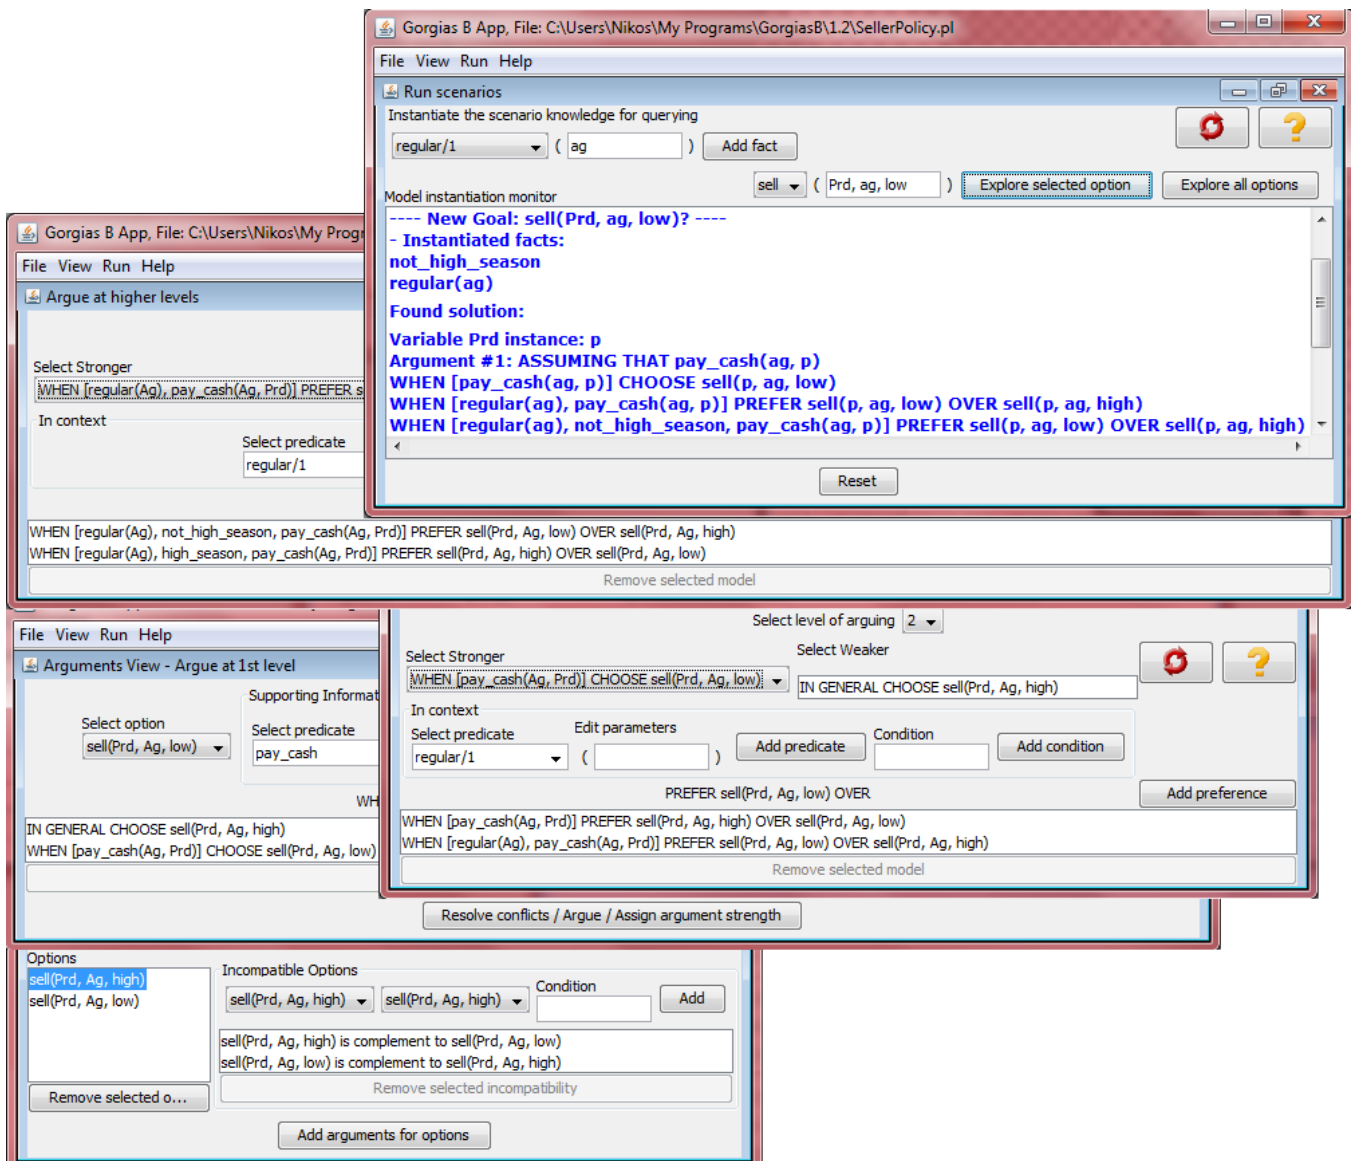 Gorgias B App, File: C:\Users\Nikos\My Programs\GorgiasB\1.2\SellerPolicy.pl
File View Run Help
Run scenarios
Instantiate the scenario knowledge for querying
regular/1 ( ag ) Add fact
sell ( Prd, ag, low ) Explore selected option Explore all options
Model instantiation monitor
---- New Goal: sell(Prd, ag, low)? ----
- Instantiated facts:
not_high_season
regular(ag)
Found solution:
Variable Prd instance: p
Argument #1: ASSUMING THAT pay_cash(ag, p)
WHEN [pay_cash(ag, p)] CHOOSE sell(p, ag, low)
WHEN [regular(ag), pay_cash(ag, p)] PREFER sell(p, ag, low) OVER sell(p, ag, high)
WHEN [regular(ag), not_high_season, pay_cash(ag, p)] PREFER sell(p, ag, low) OVER sell(p, ag, high)
Reset
Gorgias B App, File: C:\Users\Nikos\My Progr
File View Run Help
Argue at higher levels
Select Stronger
WHEN [regular(Ag), pay_cash(Ag, Prd)] PREFER s
In context
Select predicate
regular/1
WHEN [regular(Ag), not_high_season, pay_cash(Ag, Prd)] PREFER sell(Prd, Ag, low) OVER sell(Prd, Ag, high)
WHEN [regular(Ag), high_season, pay_cash(Ag, Prd)] PREFER sell(Prd, Ag, high) OVER sell(Prd, Ag, low)
Remove selected model
Select level of arguing 2
Select Stronger Select Weaker
WHEN [pay_cash(Ag, Prd)] CHOOSE sell(Prd, Ag, low) IN GENERAL CHOOSE sell(Prd, Ag, high)
In context
Select predicate Edit parameters Condition
regular/1 ( ) Add predicate Add condition
PREFER sell(Prd, Ag, low) OVER Add preference
WHEN [pay_cash(Ag, Prd)] PREFER sell(Prd, Ag, high) OVER sell(Prd, Ag, low)
WHEN [regular(Ag), pay_cash(Ag, Prd)] PREFER sell(Prd, Ag, low) OVER sell(Prd, Ag, high)
Remove selected model
File View Run Help
Arguments View - Argue at 1st level
Supporting Informat
Select option Select predicate
sell(Prd, Ag, low) pay_cash
WH
IN GENERAL CHOOSE sell(Prd, Ag, high)
WHEN [pay_cash(Ag, Prd)] CHOOSE sell(Prd, Ag, low)
Resolve conflicts / Argue / Assign argument strength
Options
sell(Prd, Ag, high)
sell(Prd, Ag, low)
Incompatible Options
Condition
sell(Prd, Ag, high) sell(Prd, Ag, high) Add
sell(Prd, Ag, high) is complement to sell(Prd, Ag, low)
sell(Prd, Ag, low) is complement to sell(Prd, Ag, high)
Remove selected incompatibility
Remove selected o...
Add arguments for options